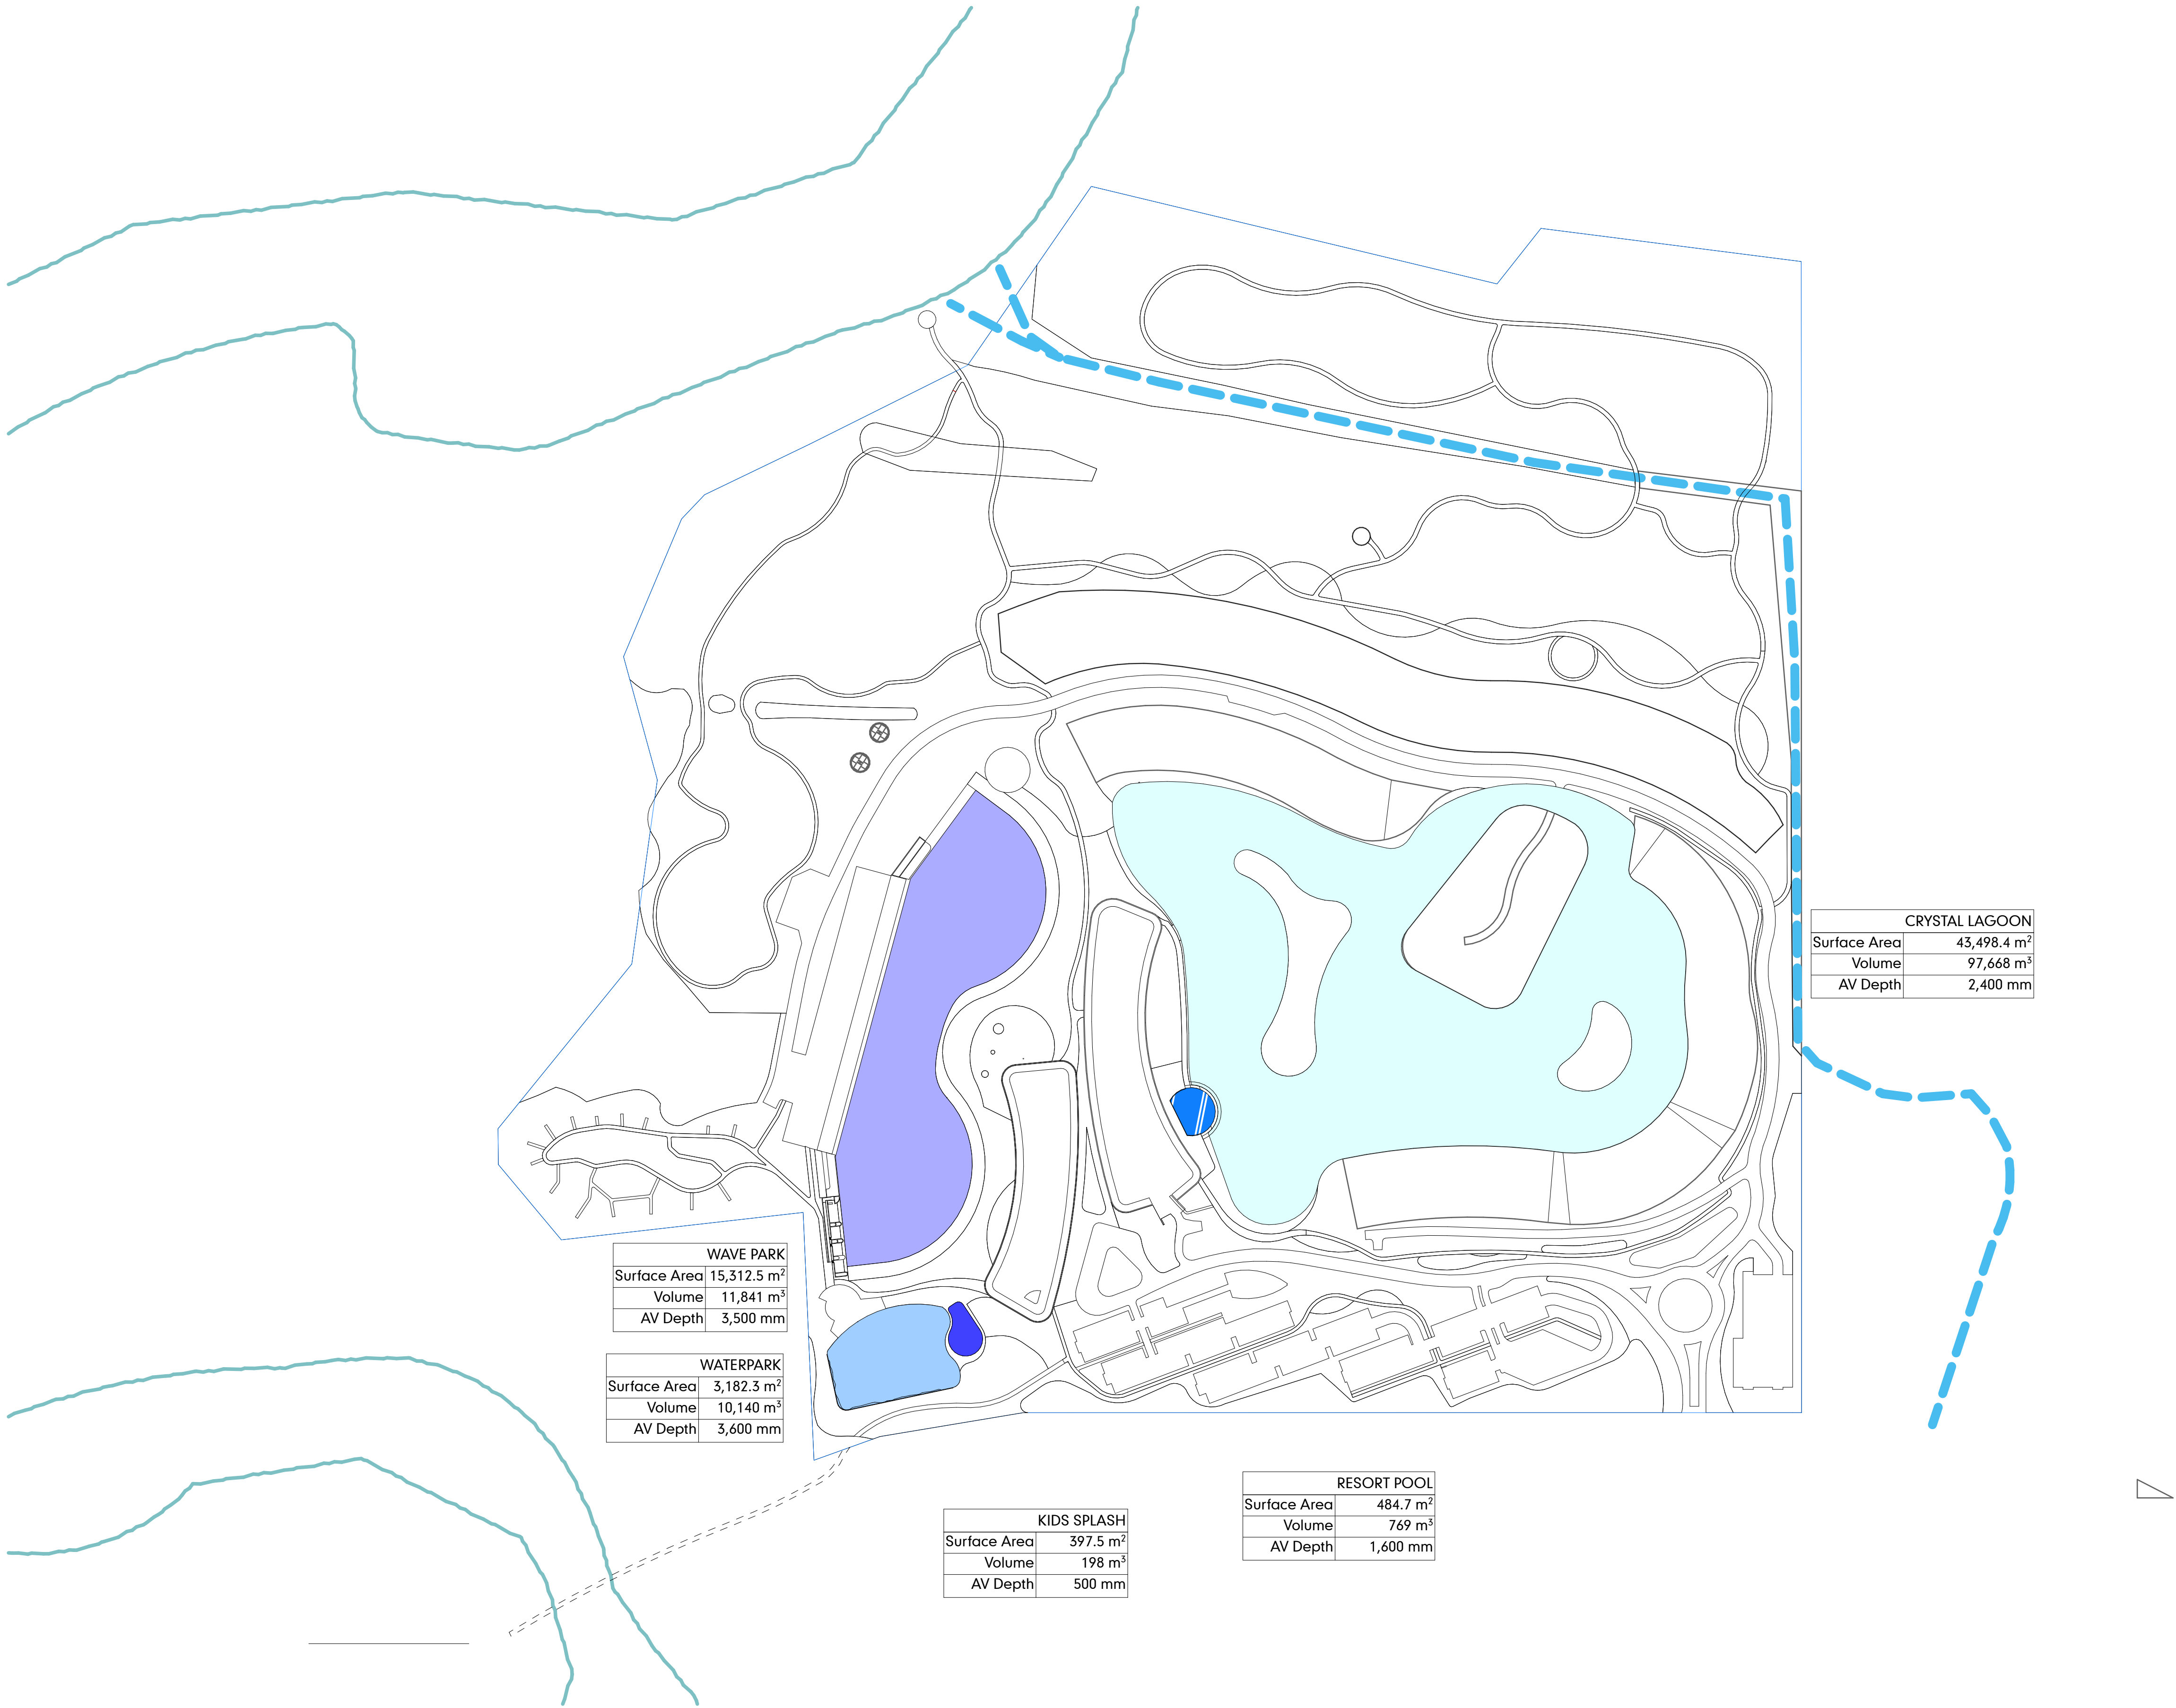 CRYSTAL LAGOON
Surface Area 43,498.4 m²
Volume 97,668 m³
AV Depth 2,400 mm
WAVE PARK
Surface Area 15,312.5 m²
Volume 11,841 m³
AV Depth 3,500 mm
WATERPARK
Surface Area 3,182.3 m²
Volume 10,140 m³
AV Depth 3,600 mm
RESORT POOL
Surface Area 484.7 m²
Volume 769 m³
AV Depth 1,600 mm
KIDS SPLASH
Surface Area 397.5 m²
Volume 198 m³
AV Depth 500 mm